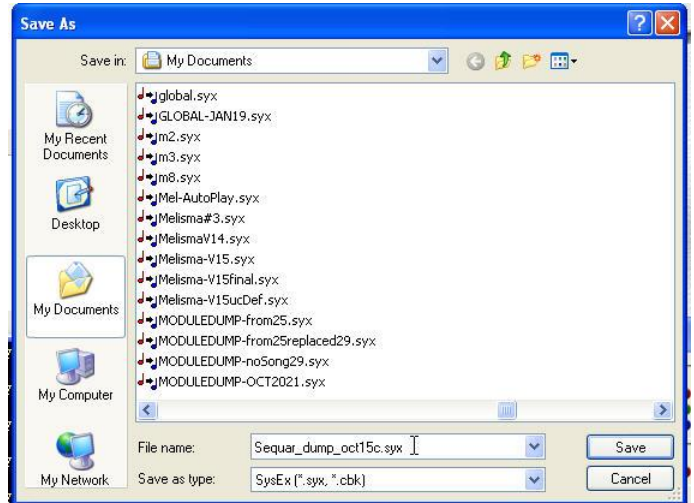 Save As
Save in:
My Documents
My Recent
Documents
Desktop
My Documents
My Computer
My Network
global.syx
GLOBAL-JAN19.syx
m2.syx
m3.syx
m8.syx
Mel-AutoPlay.syx
Melisma#3.syx
MelismaV14.syx
Melisma-V15.syx
Melisma-V15final.syx
Melisma-V15ucDef.syx
MODULEDUMP-from25.syx
MODULEDUMP-from25replaced29.syx
MODULEDUMP-noSong29.syx
MODULEDUMP-OCT2021.syx
File name:
Sequar_dump_oct15c.syx
Save
Save as type:
SysEx (*.syx, *.cbk)
Cancel